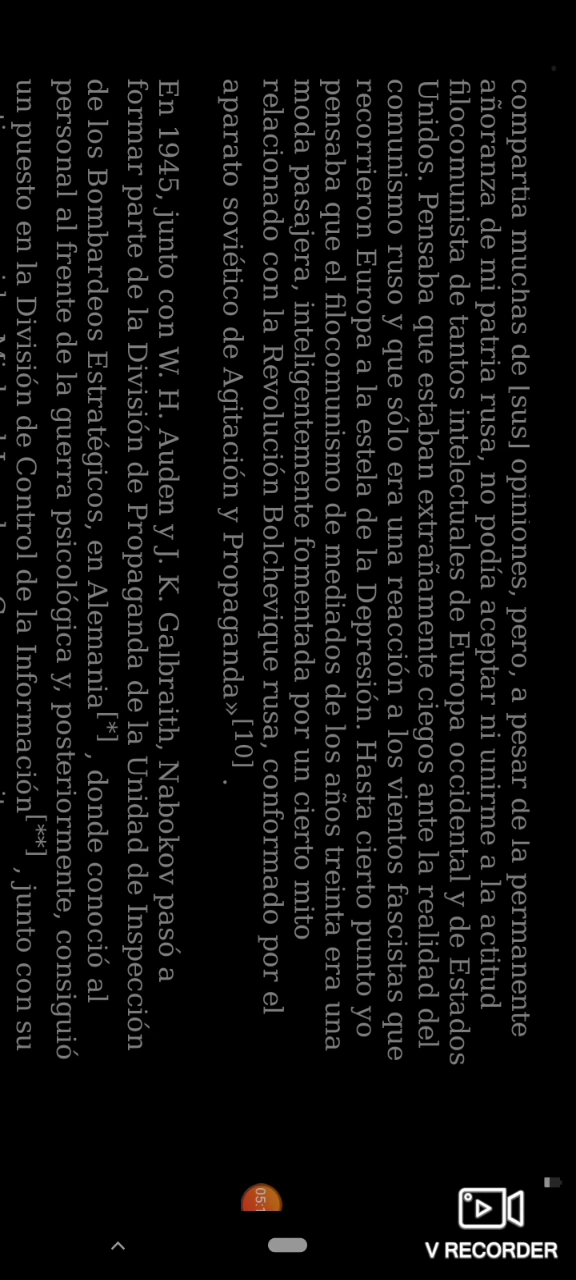 compartía muchas de [sus] opiniones, pero, a pesar de la permanente
añoranza de mi patria rusa, no podía aceptar ni unirme a la actitud
filocomunista de tantos intelectuales de Europa occidental y de Estados
Unidos. Pensaba que estaban extrañamente ciegos ante la realidad del
comunismo ruso y que sólo era una reacción a los vientos fascistas que
recorrieron Europa a la estela de la Depresión. Hasta cierto punto yo
pensaba que el filocomunismo de mediados de los años treinta era una
moda pasajera, inteligentemente fomentada por un cierto mito
relacionado con la Revolución Bolchevique rusa, conformado por el
aparato soviético de Agitación y Propaganda»[10] .
En 1945, junto con W. H. Auden y J. K. Galbraith, Nabokov pasó a
formar parte de la División de Propaganda de la Unidad de Inspección
de los Bombardeos Estratégicos, en Alemania[*] , donde conoció al
personal al frente de la guerra psicológica y, posteriormente, consiguió
un puesto en la División de Control de la Información[**] , junto con su
05:1
V RECORDER